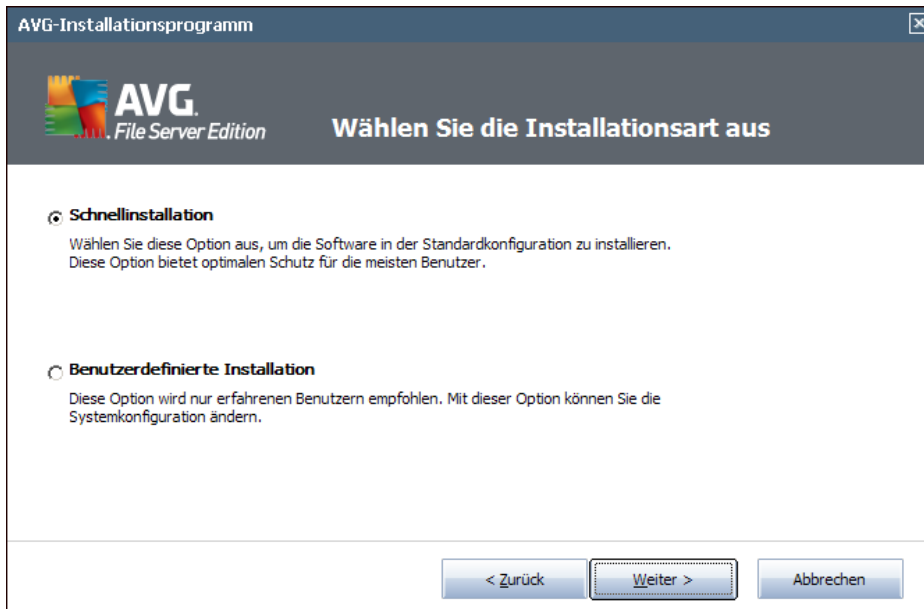 AVG-Installationsprogramm
AVG.
File Server Edition
Wählen Sie die Installationsart aus
Schnellinstallation
Wählen Sie diese Option aus, um die Software in der Standardkonfiguration zu installieren.
Diese Option bietet optimalen Schutz für die meisten Benutzer.
Benutzerdefinierte Installation
Diese Option wird nur erfahrenen Benutzern empfohlen. Mit dieser Option können Sie die
Systemkonfiguration ändern.
< Zurück
Weiter >
Abbrechen